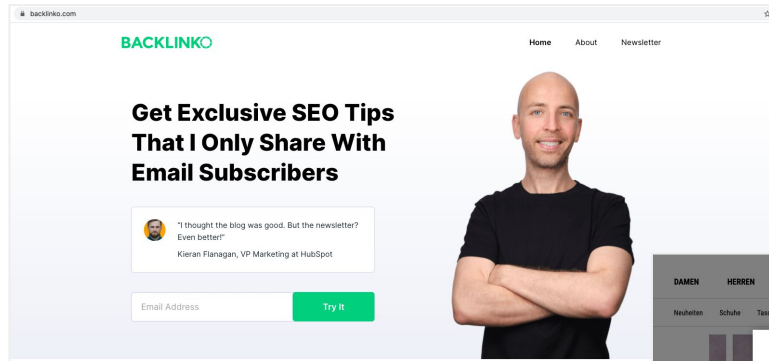 backlinko.com
BACKLINKO
Home About Newsletter
Get Exclusive SEO Tips
That I Only Share With
Email Subscribers
"I thought the blog was good. But the newsletter?
Even better!"
Kieran Flanagan, VP Marketing at HubSpot
Email Address Try It
DAMEN HERREN
Neuheiten Schuhe